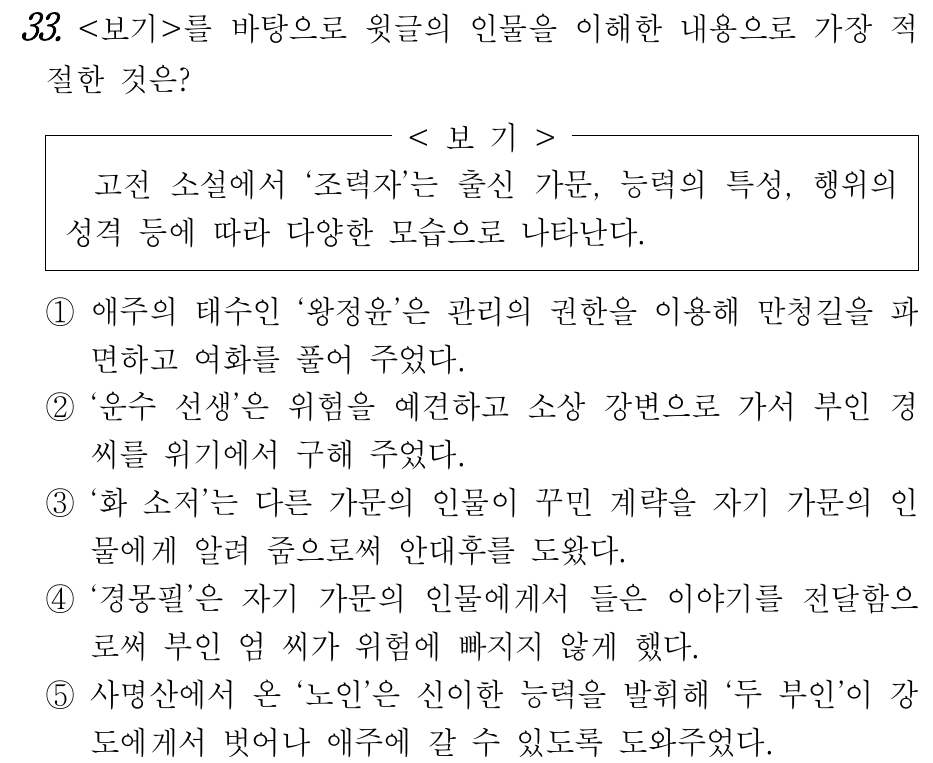 33. <보기>를 바탕으로 윗글의 인물을 이해한 내용으로 가장 적
절한 것은?
< 보 기 >
고전 소설에서 ‘조력자’는 출신 가문, 능력의 특성, 행위의
성격 등에 따라 다양한 모습으로 나타난다.
① 애주의 태수인 ‘왕정윤’은 관리의 권한을 이용해 만청길을 파
면하고 여화를 풀어 주었다.
② ‘운수 선생’은 위험을 예견하고 소상 강변으로 가서 부인 경
씨를 위기에서 구해 주었다.
③ ‘화 소저’는 다른 가문의 인물이 꾸민 계략을 자기 가문의 인
물에게 알려 줌으로써 안대후를 도왔다.
④ ‘경몽필’은 자기 가문의 인물에게서 들은 이야기를 전달함으
로써 부인 엄 씨가 위험에 빠지지 않게 했다.
⑤ 사명산에서 온 ‘노인’은 신이한 능력을 발휘해 ‘두 부인’이 강
도에게서 벗어나 애주에 갈 수 있도록 도와주었다.